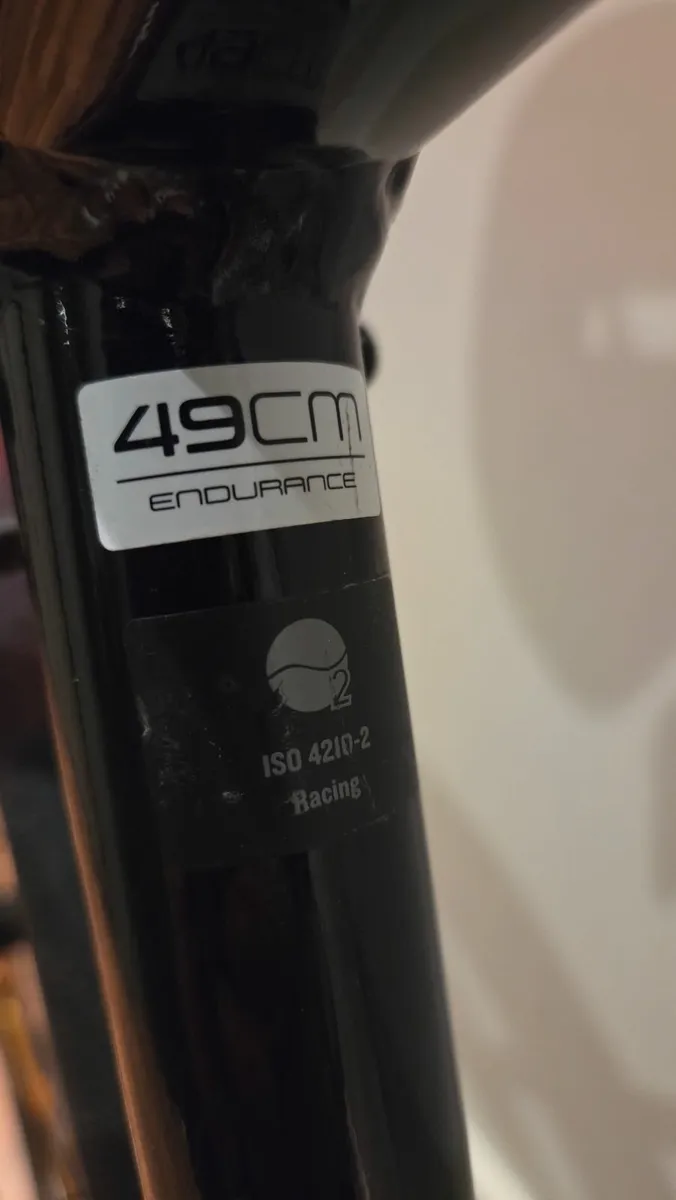 49CM
ENDURANCE
2
ISO 4210-2
Racing